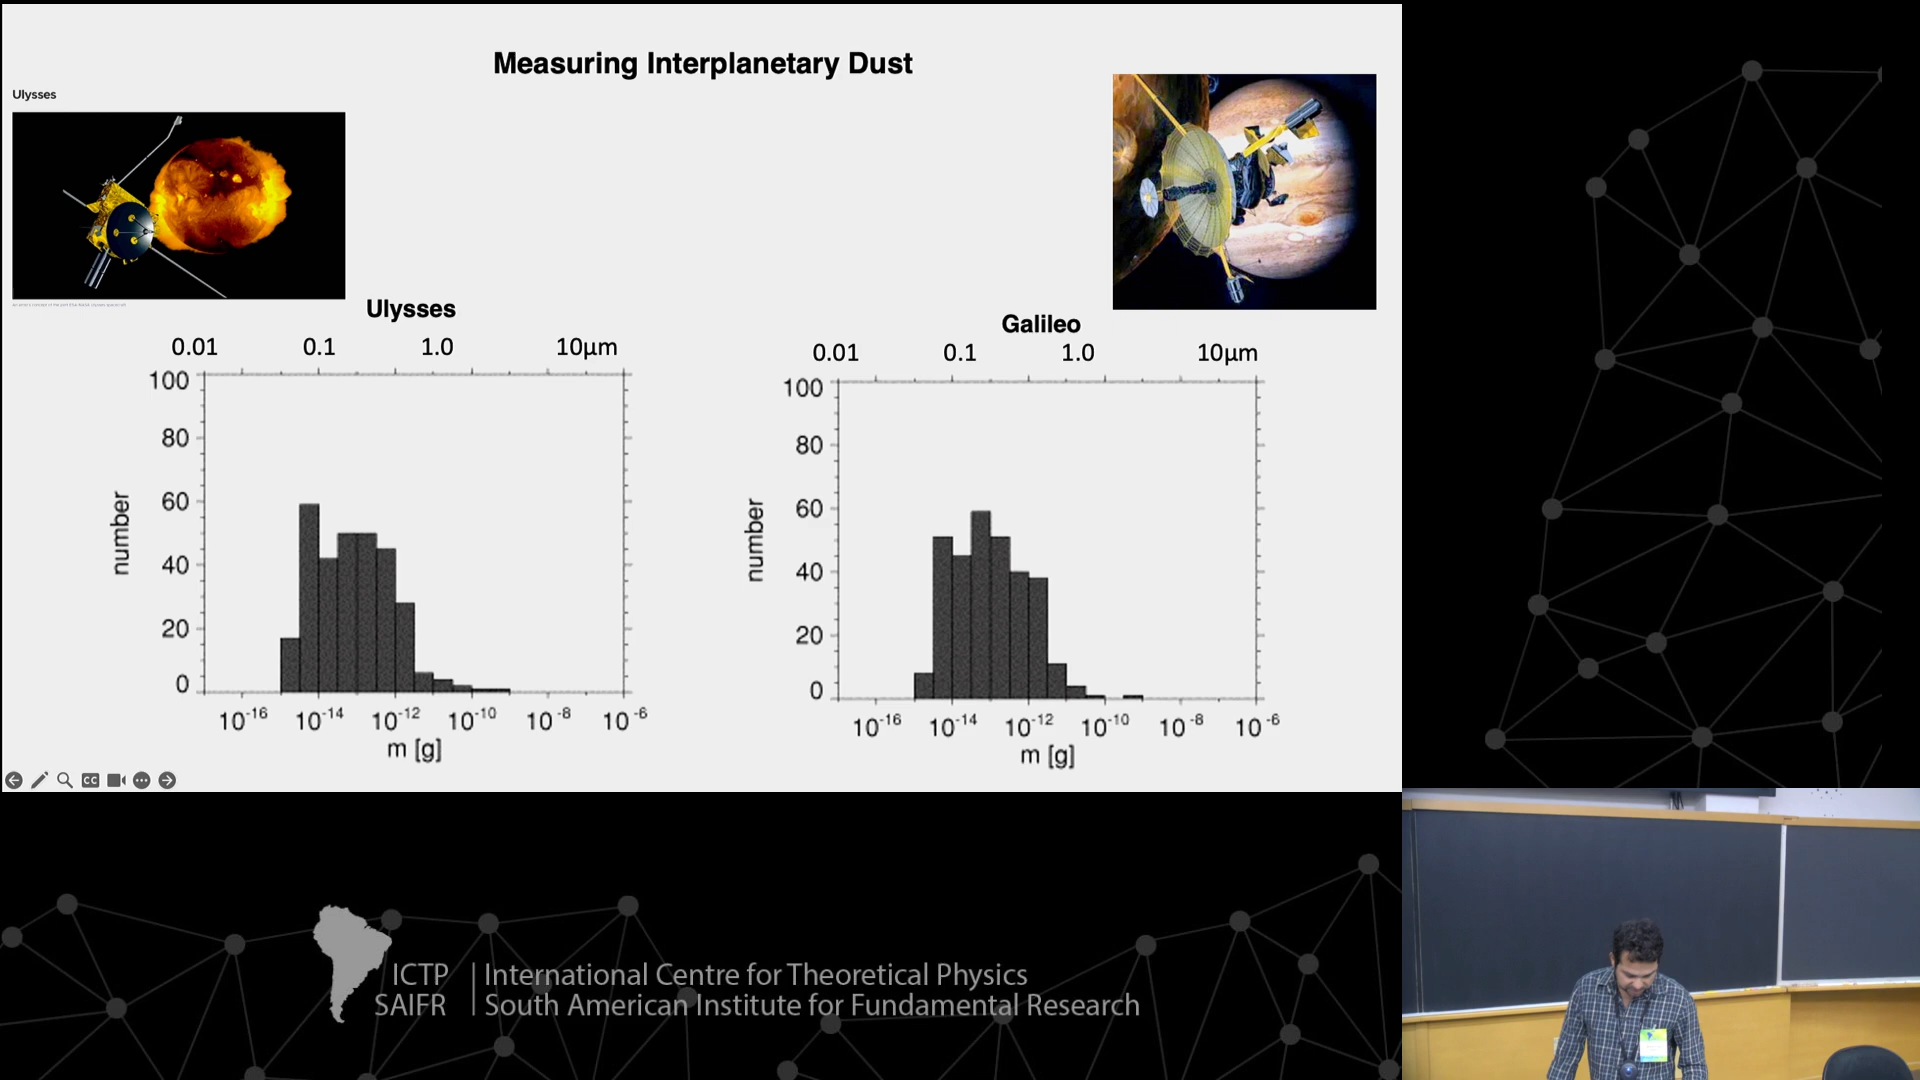 Measuring Interplanetary Dust
Ulysses
Ulysses
0.01 0.1 1.0 10µm
100
80
60
40
20
0
number
10-16 10-14 10-12 10-10 10-8 10-6
m [g]
Galileo
0.01 0.1 1.0 10µm
100
80
60
40
20
0
number
10-16 10-14 10-12 10-10 10-8 10-6
m [g]
CC
ICTP | International Centre for Theoretical Physics
SAIFR | South American Institute for Fundamental Research